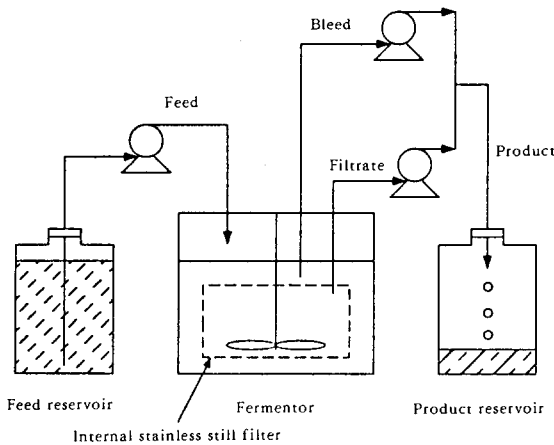 Bleed
Feed
Filtrate
Product
Feed reservoir
Fermentor
Product reservoir
Internal stainless still filter